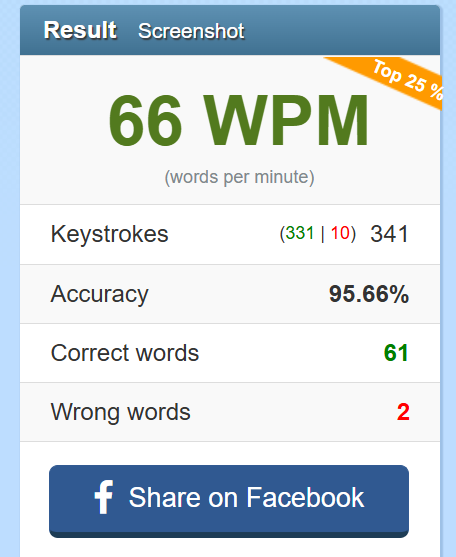 Result Screenshot
Top 25 %
66 WPM
(words per minute)
Keystrokes (331 | 10) 341
Accuracy 95.66%
Correct words 61
Wrong words 2
Share on Facebook